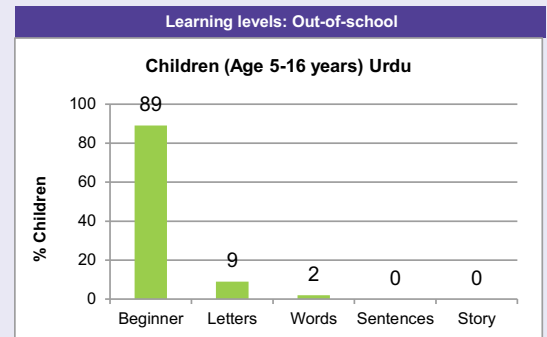 Learning levels: Out-of-school
Children (Age 5-16 years) Urdu
% Children
100
80
60
40
20
0
89
9
2
0
0
Beginner Letters Words Sentences Story